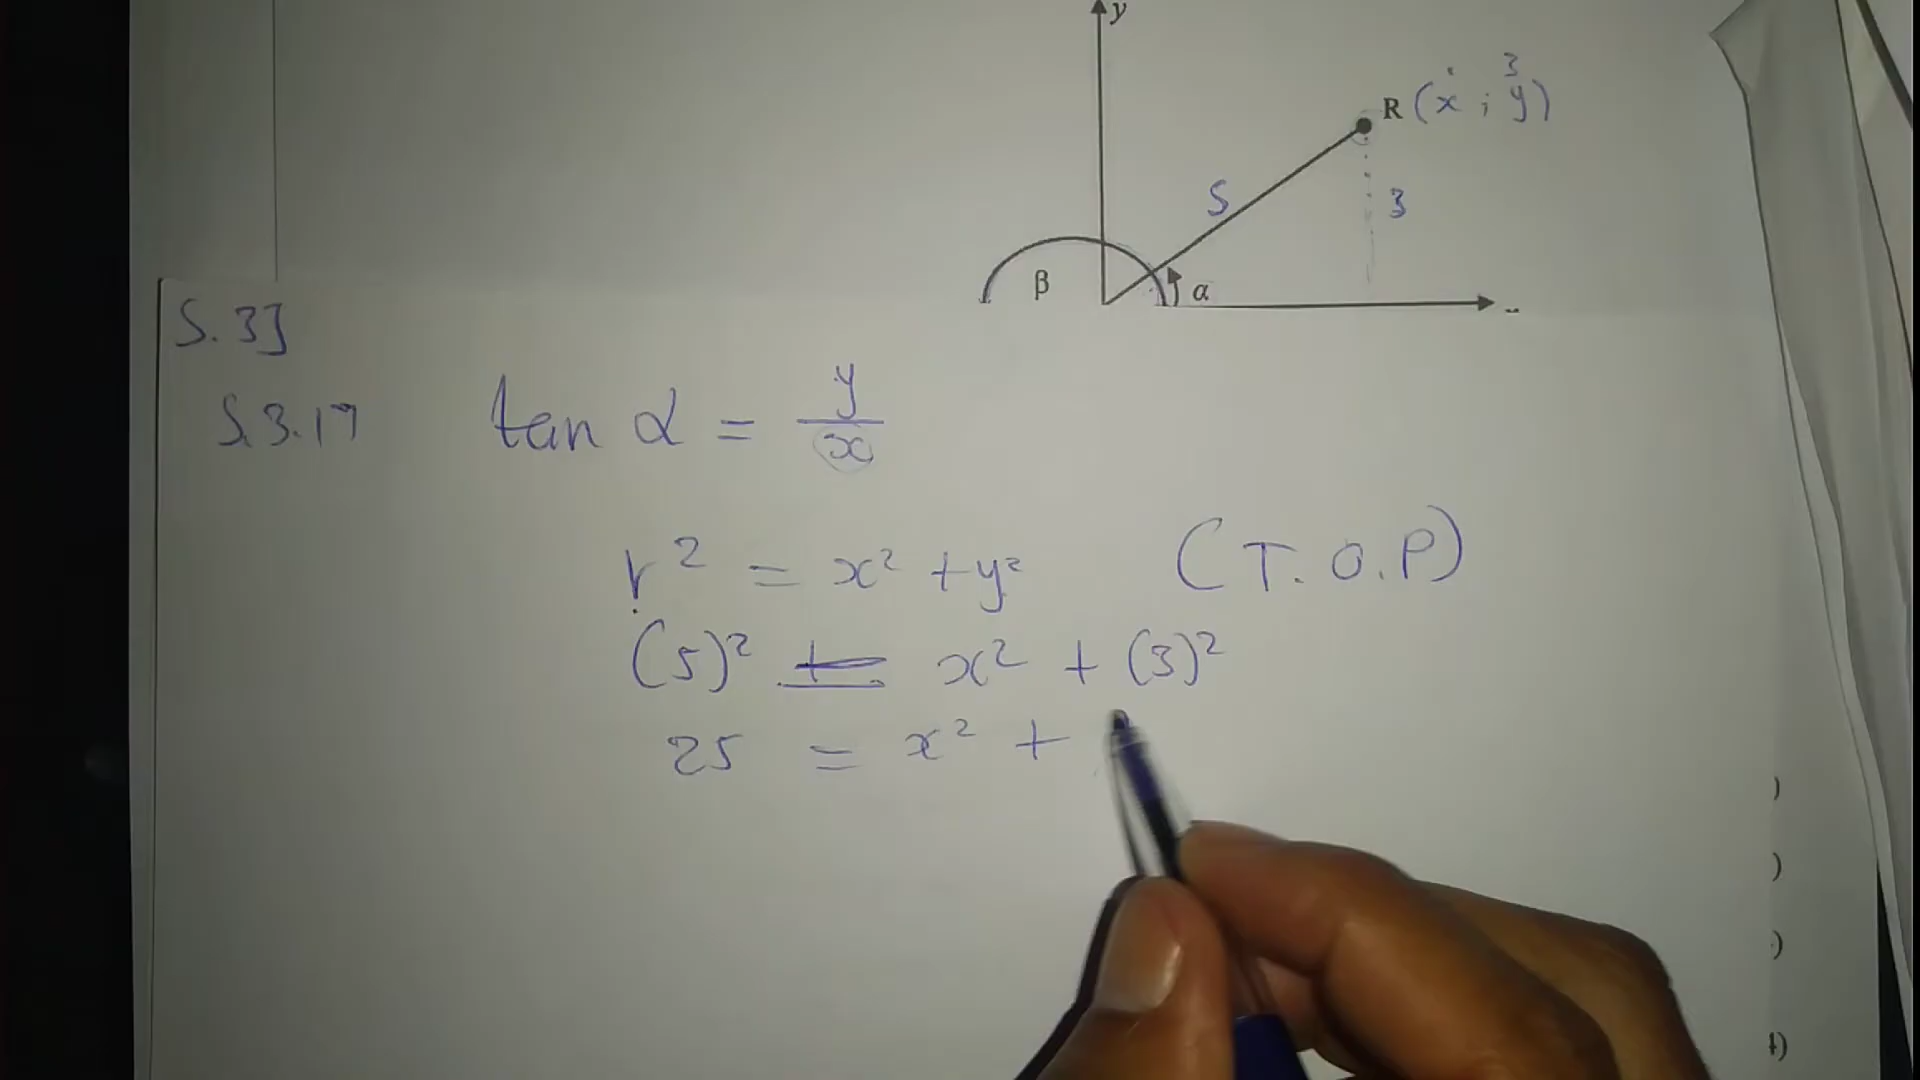 y
3
R (x ; y)
5
3
β
α
5.3]
5.3.1]
tan α = y/x
r² = x² + y² (T.O.P)
(5)² = x² + (3)²
25 = x² +
)
)
)
)